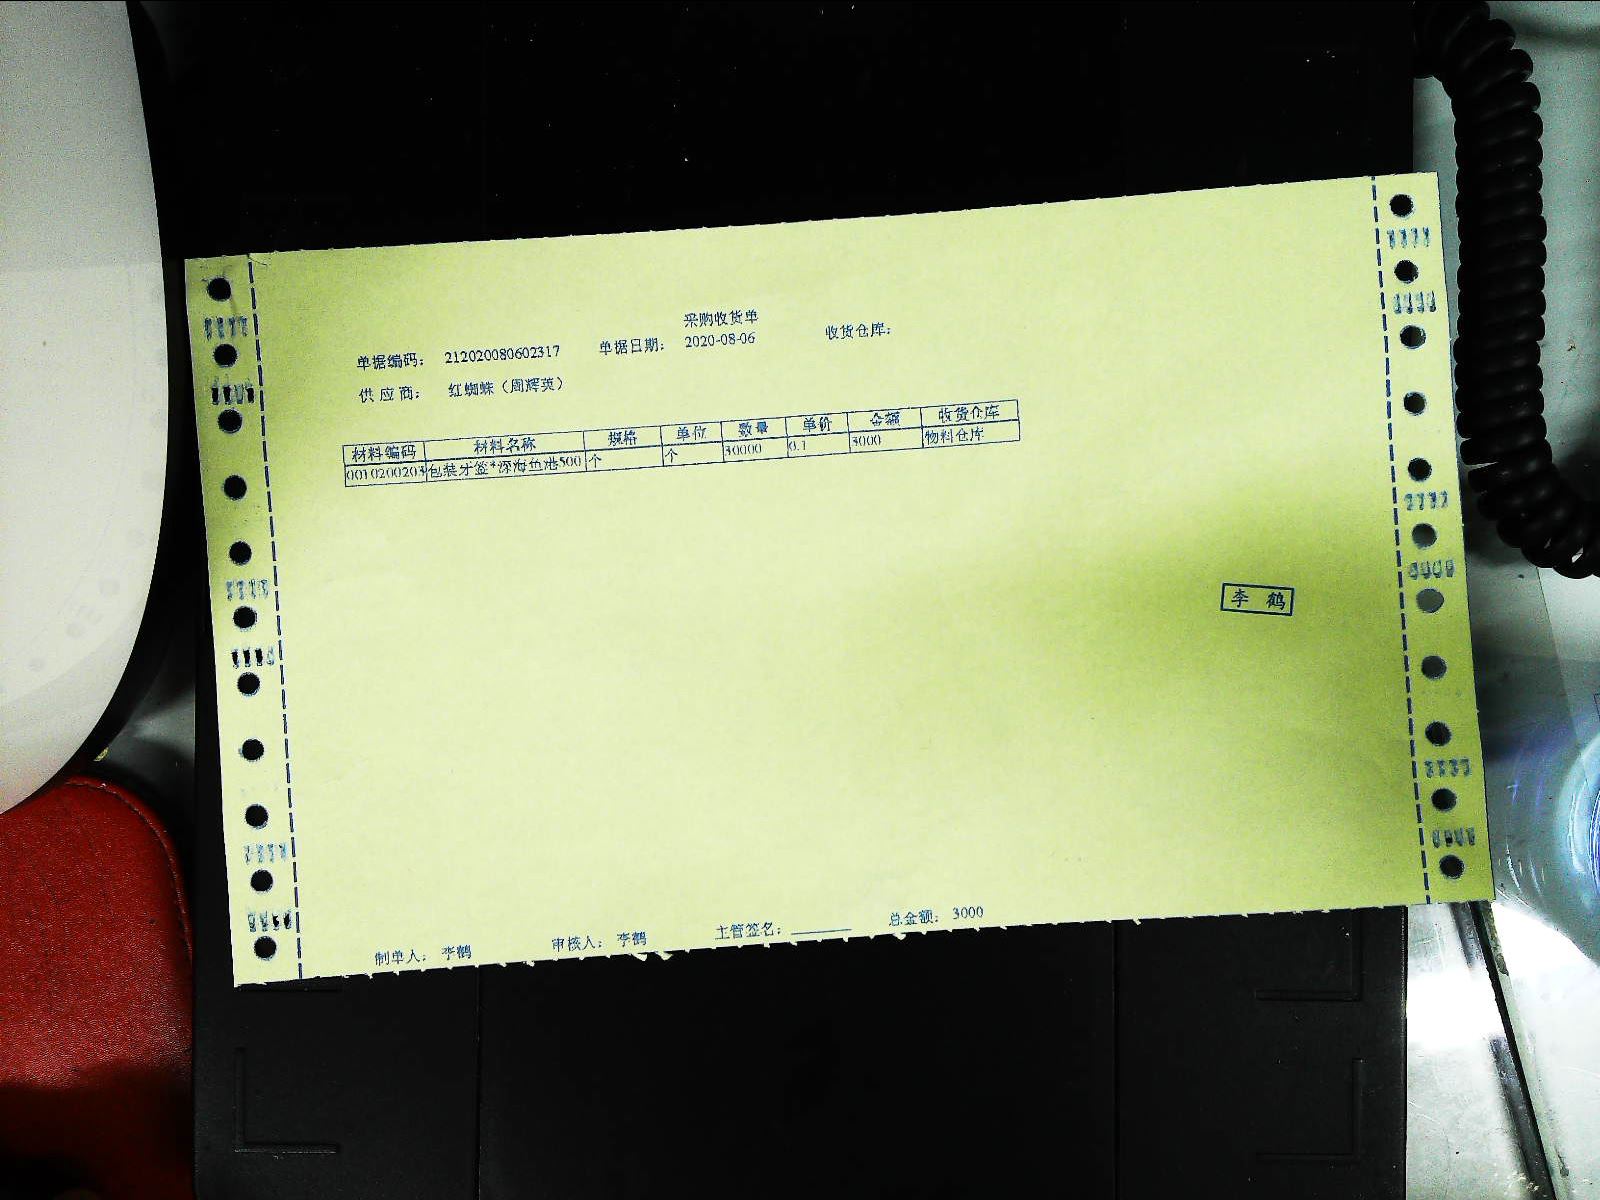 采购收货单
单据编码： 212020080602317 单据日期： 2020-08-06 收货仓库：
供 应 商： 红蜘蛛（周辉英）
材料编码 材料名称 规格 单位 数量 单价 金额 收货仓库
0010200203 包装牙签*深海鱼港500 个 个 30000 0.1 3000 物料仓库
李 鹤
制单人： 李鹤 审核人： 李鹤 主管签名：______ 总金额： 3000